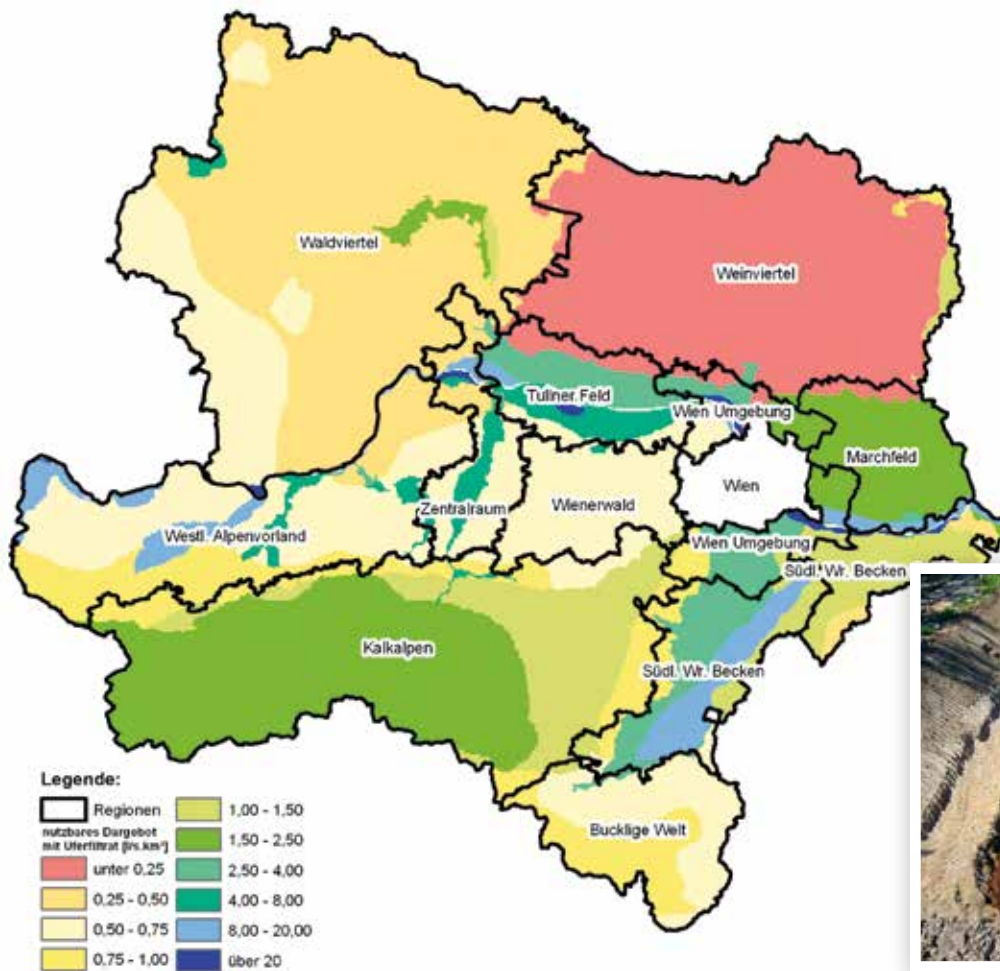 Waldviertel
Weinviertel
Tullner Feld
Wien Umgebung
Marchfeld
Wien
Zentralraum
Wienerwald
Westl. Alpenvorland
Wien Umgebung
Südl. Wr. Becken
Kalkalpen
Südl. Wr. Becken
Bucklige Welt
Legende:
Regionen
nutzbares Dargebot
mit Uferfiltrat [l/s.km²]
unter 0,25
0,25 - 0,50
0,50 - 0,75
0,75 - 1,00
1,00 - 1,50
1,50 - 2,50
2,50 - 4,00
4,00 - 8,00
8,00 - 20,00
über 20